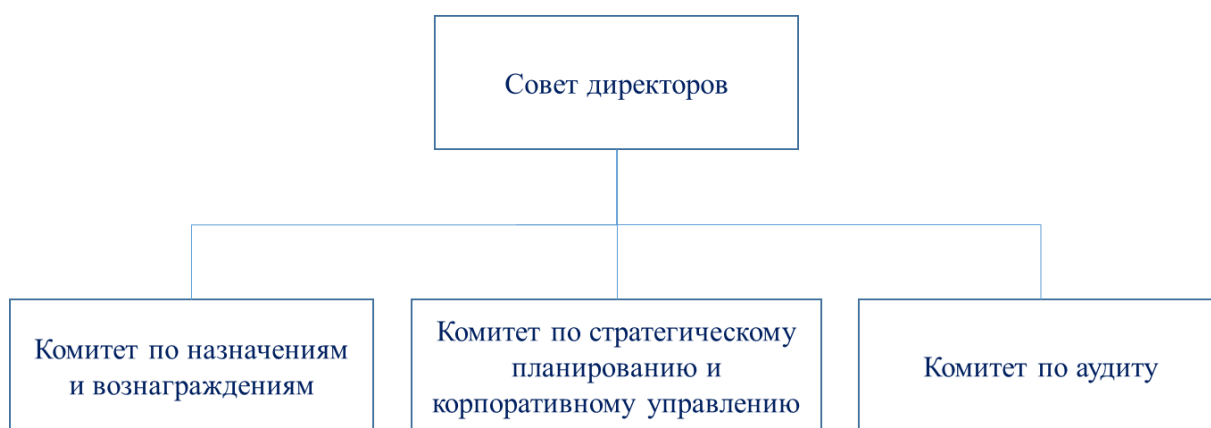 Совет директоров
Комитет по назначениям
и вознаграждениям
Комитет по стратегическому
планированию и
корпоративному управлению
Комитет по аудиту